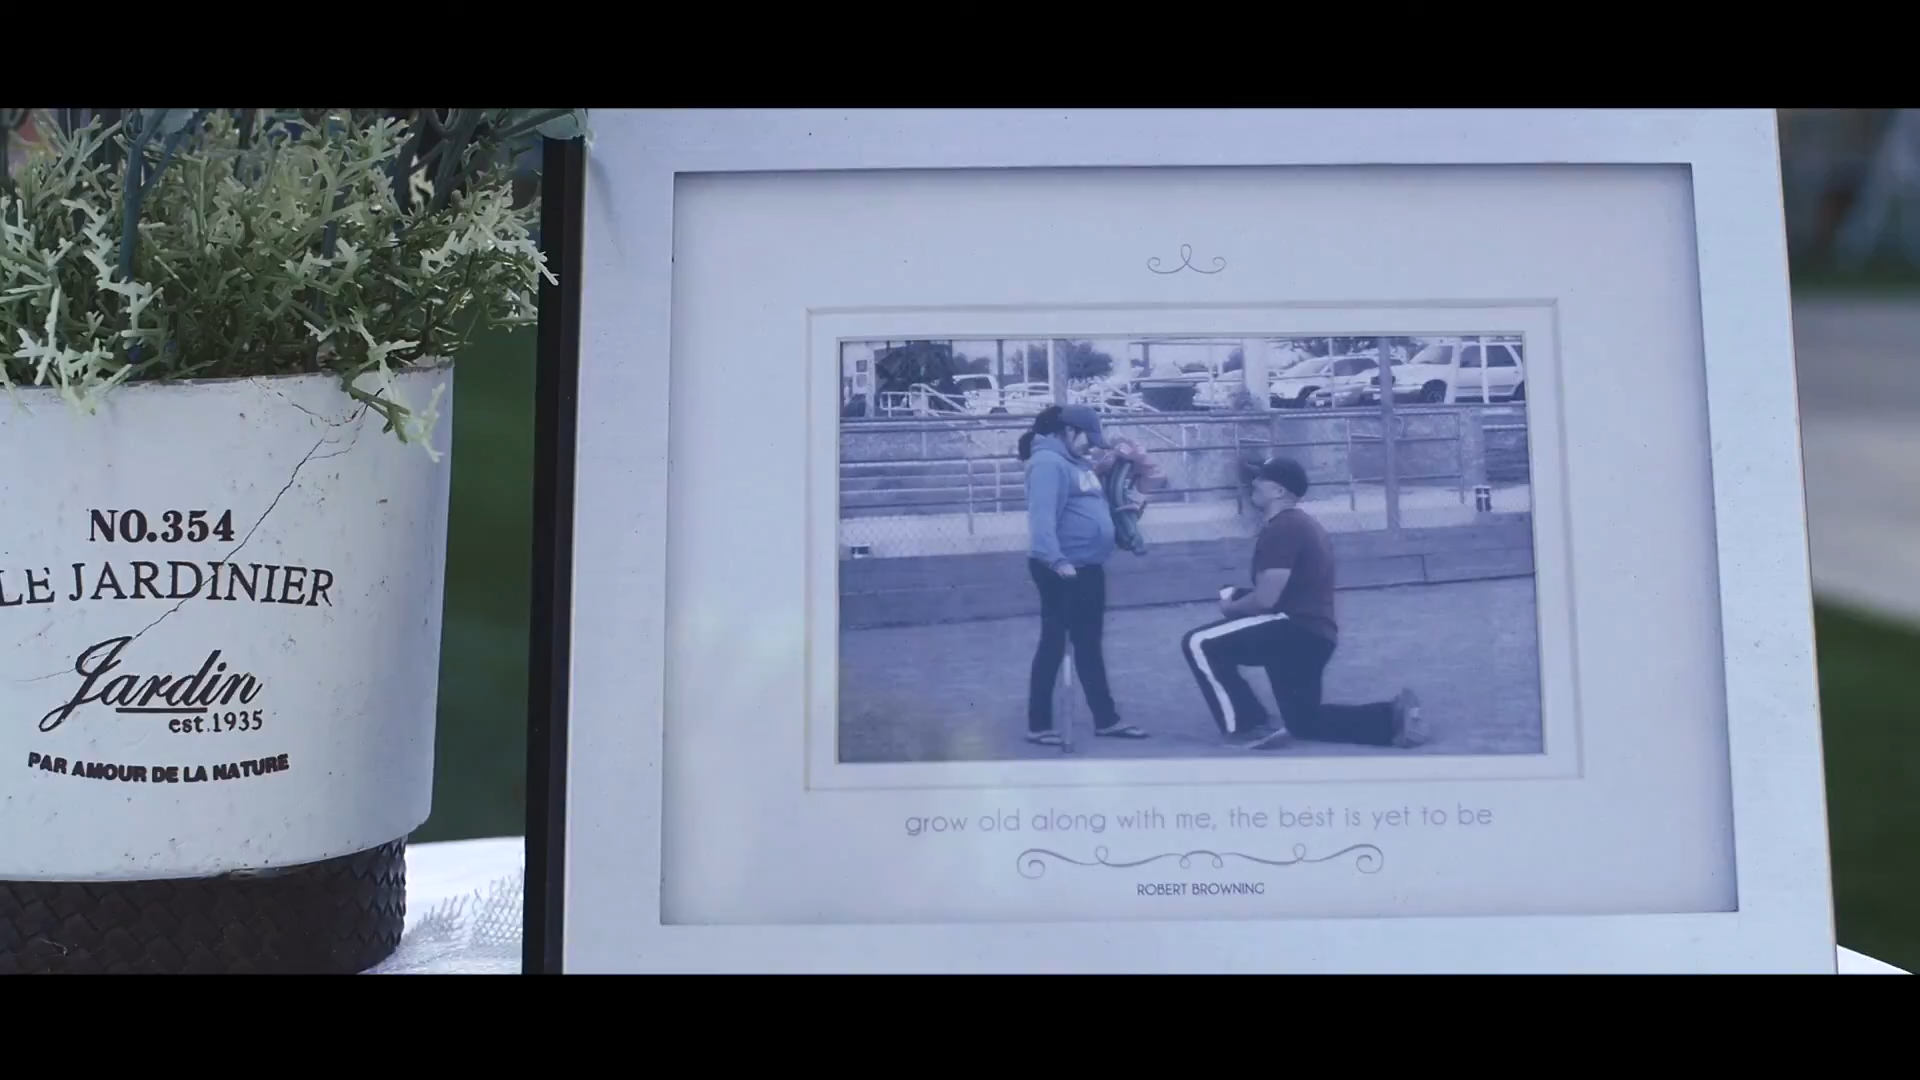 NO.354
LE JARDINIER
Jardin
est.1935
PAR AMOUR DE LA NATURE
grow old along with me, the best is yet to be
ROBERT BROWNING